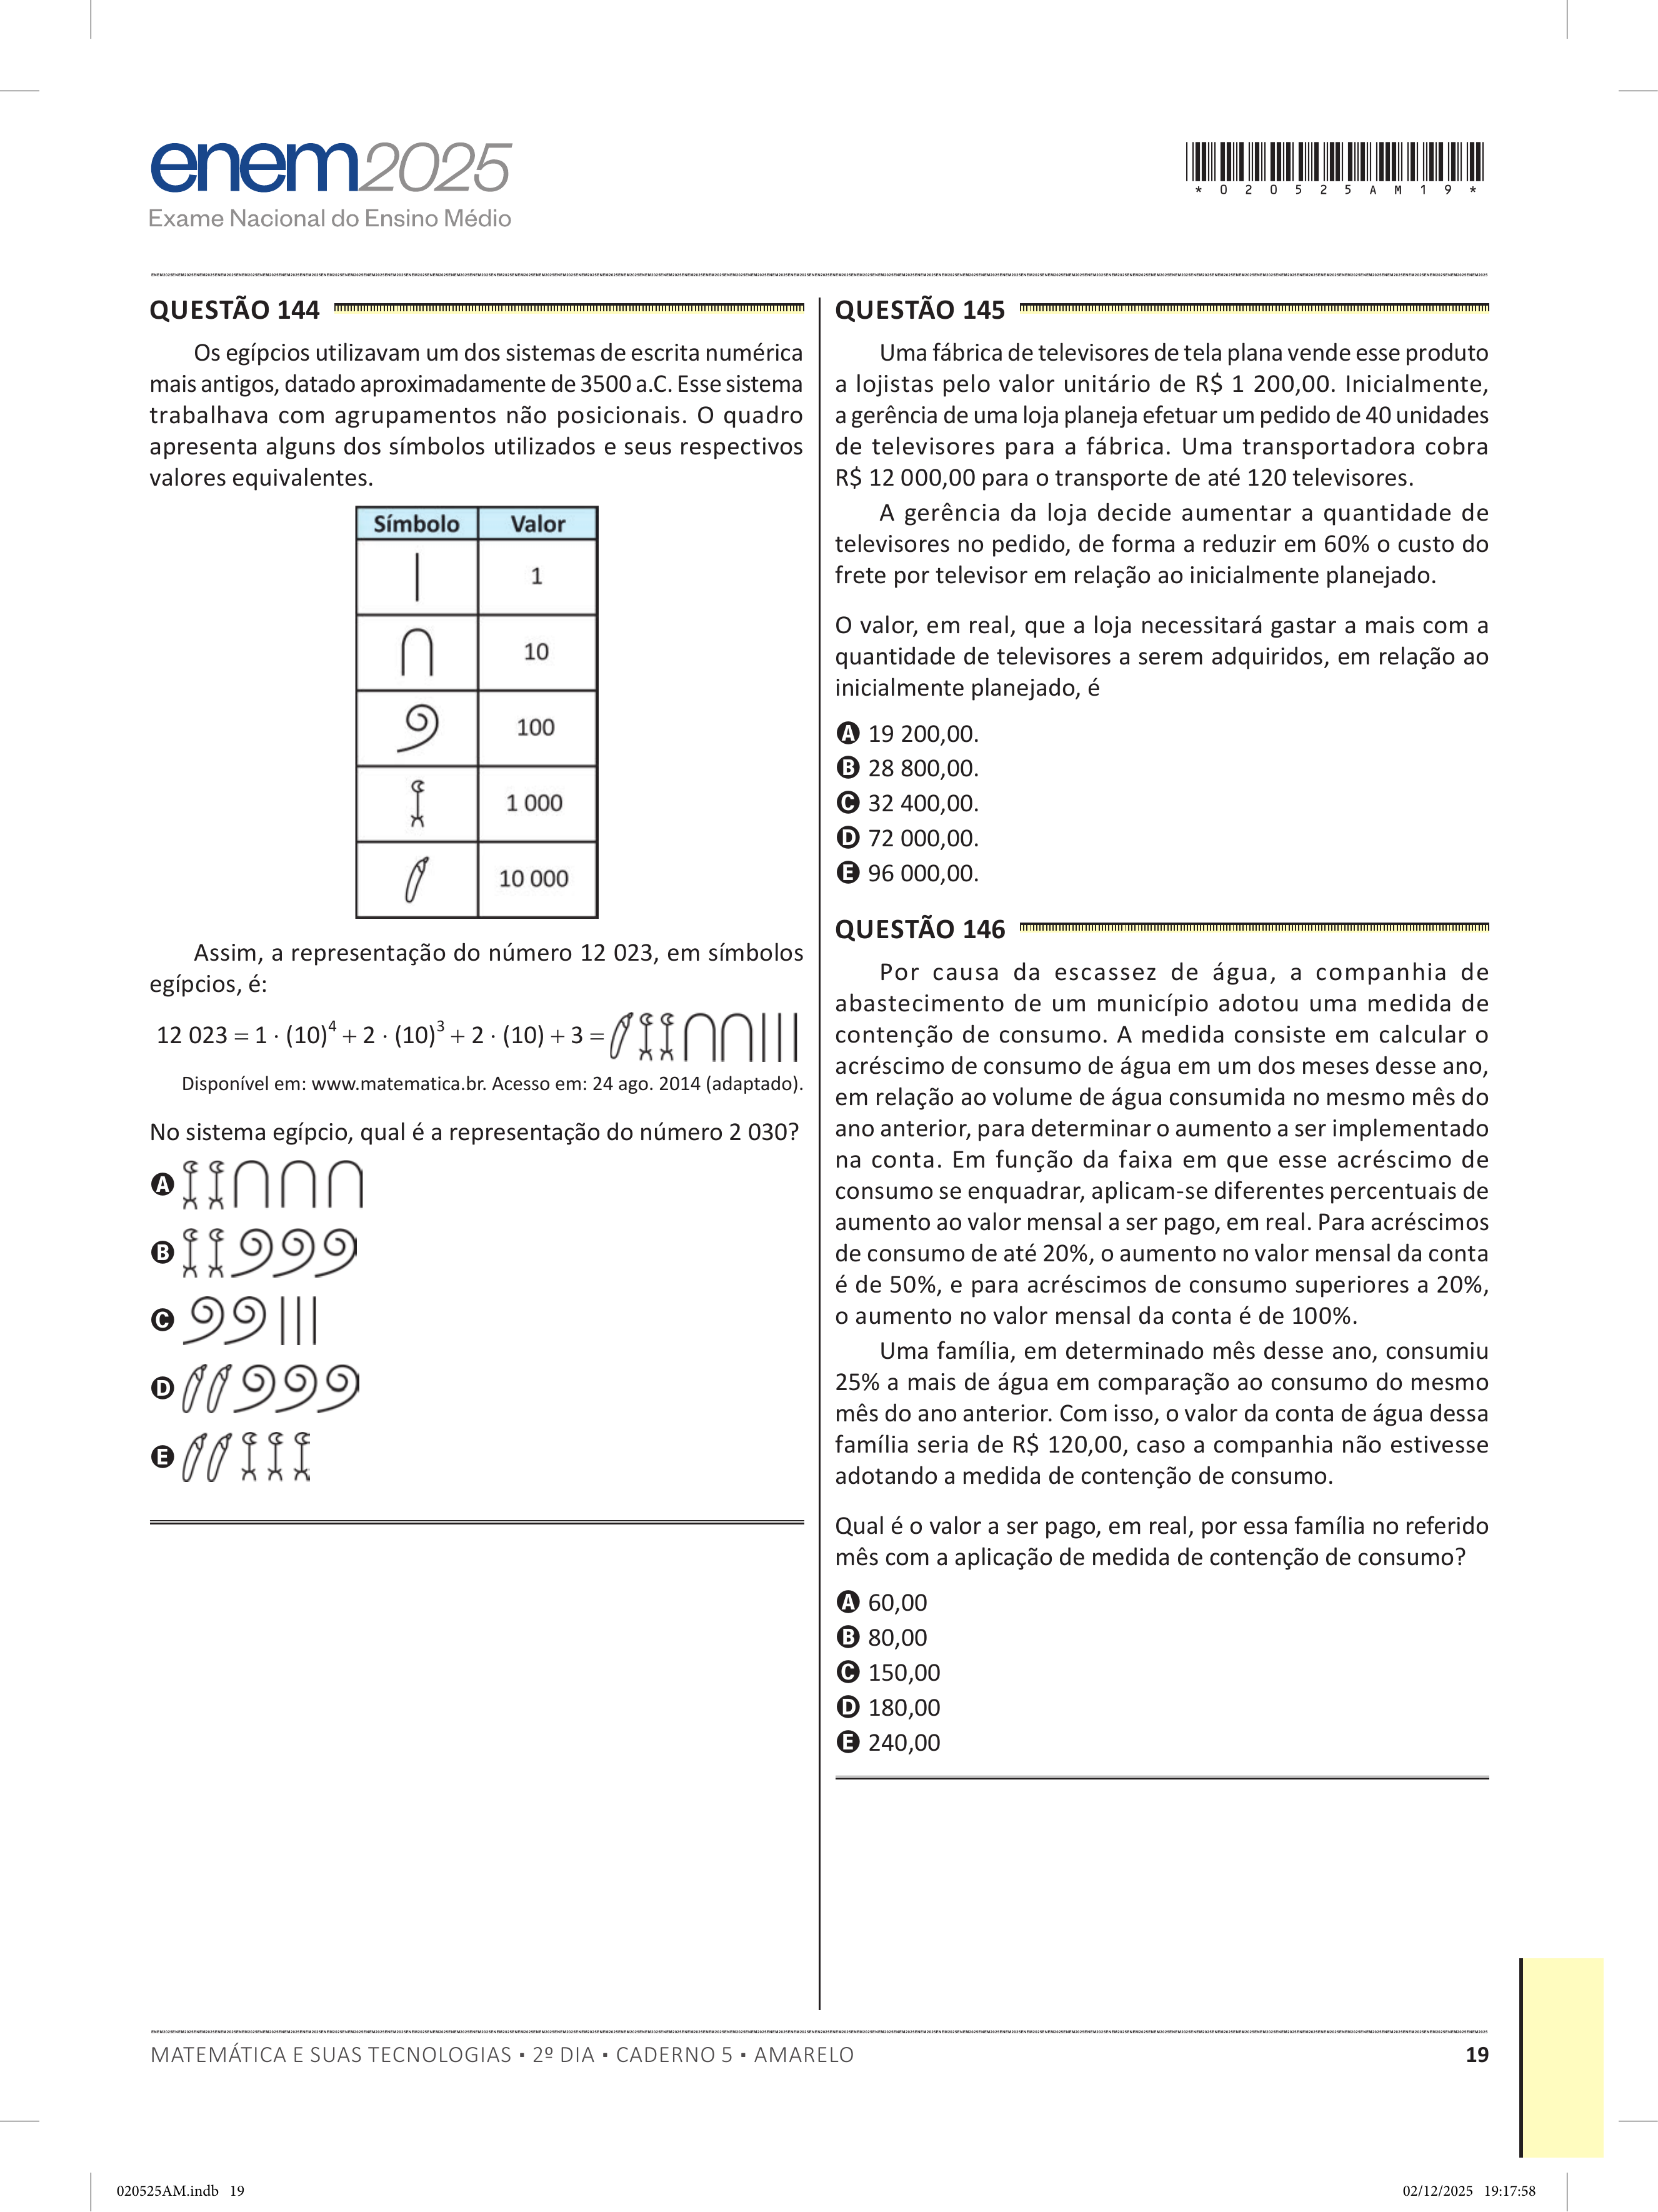 enem2025
Exame Nacional do Ensino Médio
*020525AM19*
QUESTÃO 144
Os egípcios utilizavam um dos sistemas de escrita numérica
mais antigos, datado aproximadamente de 3500 a.C. Esse sistema
trabalhava com agrupamentos não posicionais. O quadro
apresenta alguns dos símbolos utilizados e seus respectivos
valores equivalentes.
Símbolo Valor
1
10
100
1 000
10 000
Assim, a representação do número 12 023, em símbolos
egípcios, é:
12 023 = 1 · (10)⁴ + 2 · (10)³ + 2 · (10) + 3 =
Disponível em: www.matematica.br. Acesso em: 24 ago. 2014 (adaptado).
No sistema egípcio, qual é a representação do número 2 030?
A
B
C
D
E
QUESTÃO 145
Uma fábrica de televisores de tela plana vende esse produto
a lojistas pelo valor unitário de R$ 1 200,00. Inicialmente,
a gerência de uma loja planeja efetuar um pedido de 40 unidades
de televisores para a fábrica. Uma transportadora cobra
R$ 12 000,00 para o transporte de até 120 televisores.
A gerência da loja decide aumentar a quantidade de
televisores no pedido, de forma a reduzir em 60% o custo do
frete por televisor em relação ao inicialmente planejado.
O valor, em real, que a loja necessitará gastar a mais com a
quantidade de televisores a serem adquiridos, em relação ao
inicialmente planejado, é
A 19 200,00.
B 28 800,00.
C 32 400,00.
D 72 000,00.
E 96 000,00.
QUESTÃO 146
Por causa da escassez de água, a companhia de
abastecimento de um município adotou uma medida de
contenção de consumo. A medida consiste em calcular o
acréscimo de consumo de água em um dos meses desse ano,
em relação ao volume de água consumida no mesmo mês do
ano anterior, para determinar o aumento a ser implementado
na conta. Em função da faixa em que esse acréscimo de
consumo se enquadrar, aplicam-se diferentes percentuais de
aumento ao valor mensal a ser pago, em real. Para acréscimos
de consumo de até 20%, o aumento no valor mensal da conta
é de 50%, e para acréscimos de consumo superiores a 20%,
o aumento no valor mensal da conta é de 100%.
Uma família, em determinado mês desse ano, consumiu
25% a mais de água em comparação ao consumo do mesmo
mês do ano anterior. Com isso, o valor da conta de água dessa
família seria de R$ 120,00, caso a companhia não estivesse
adotando a medida de contenção de consumo.
Qual é o valor a ser pago, em real, por essa família no referido
mês com a aplicação de medida de contenção de consumo?
A 60,00
B 80,00
C 150,00
D 180,00
E 240,00
MATEMÁTICA E SUAS TECNOLOGIAS ▪ 2º DIA ▪ CADERNO 5 ▪ AMARELO
19
020525AM.indb 19
02/12/2025 19:17:58